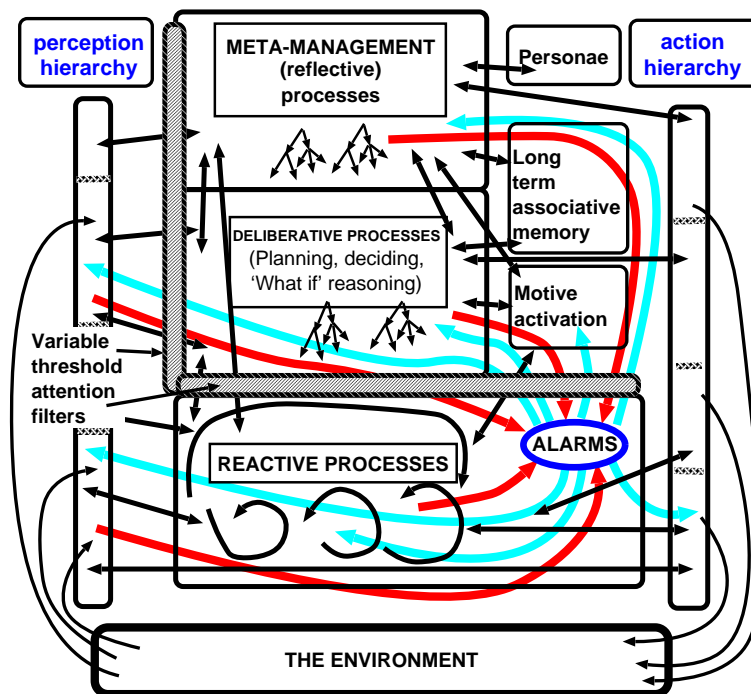 perception
hierarchy
META-MANAGEMENT
(reflective)
processes
Personae
action
hierarchy
Long
term
associative
memory
DELIBERATIVE PROCESSES
(Planning, deciding,
‘What if’ reasoning)
Motive
activation
Variable
threshold
attention
filters
ALARMS
REACTIVE PROCESSES
THE ENVIRONMENT